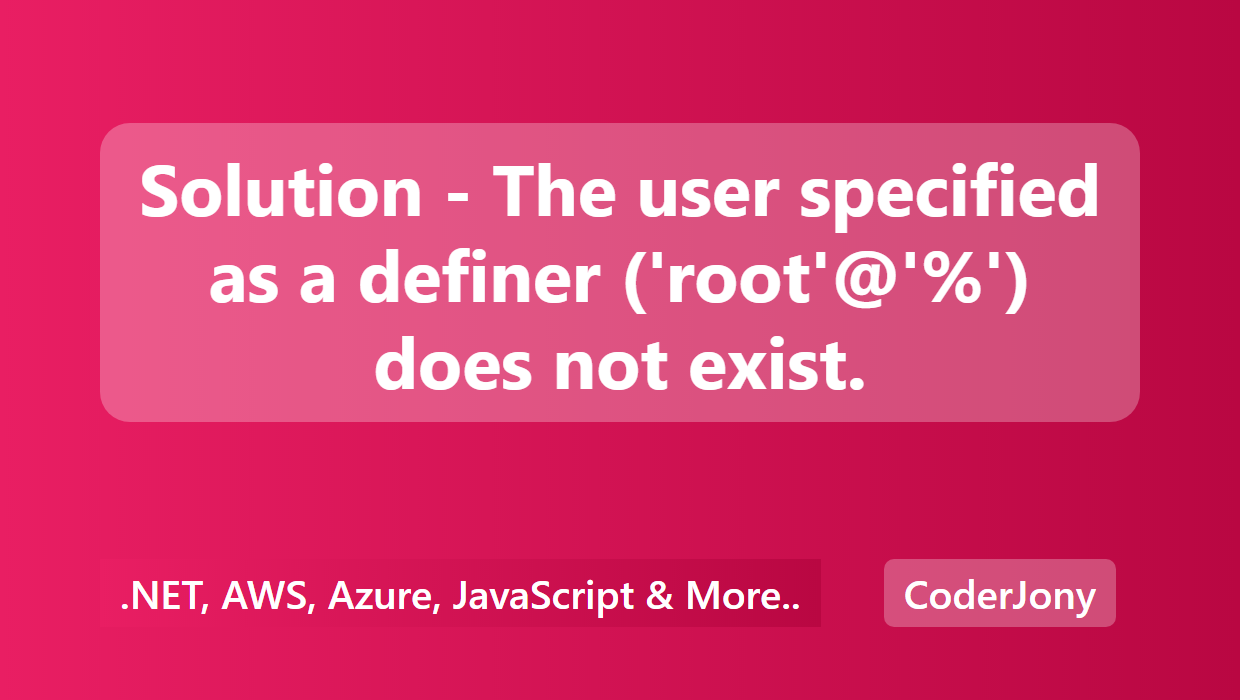 Solution - The user specified
as a definer ('root'@'%')
does not exist.
.NET, AWS, Azure, JavaScript & More..
CoderJony